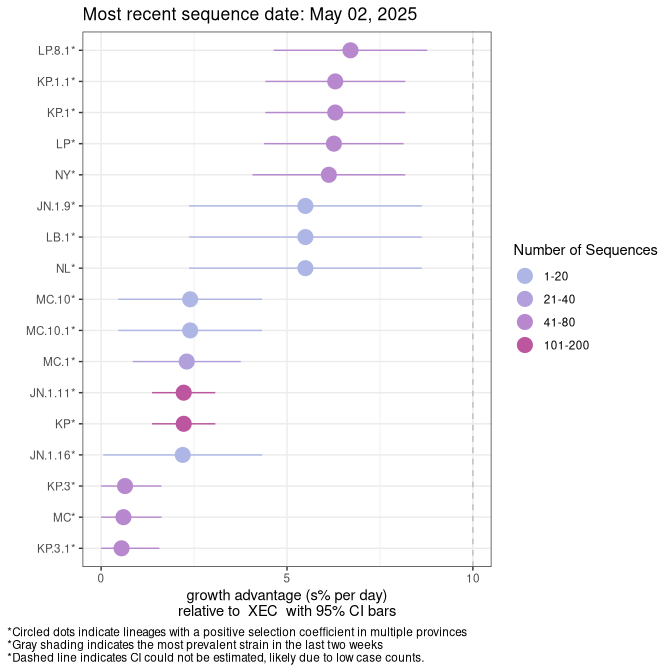 Most recent sequence date: May 02, 2025
LP.8.1*
KP.1.1*
KP.1*
LP*
NY*
JN.1.9*
LB.1*
NL*
MC.10*
MC.10.1*
MC.1*
JN.1.11*
KP*
JN.1.16*
KP.3*
MC*
KP.3.1*
0 5 10
growth advantage (s% per day)
relative to XEC with 95% CI bars
Number of Sequences
1-20
21-40
41-80
101-200
*Circled dots indicate lineages with a positive selection coefficient in multiple provinces
*Gray shading indicates the most prevalent strain in the last two weeks
*Dashed line indicates CI could not be estimated, likely due to low case counts.